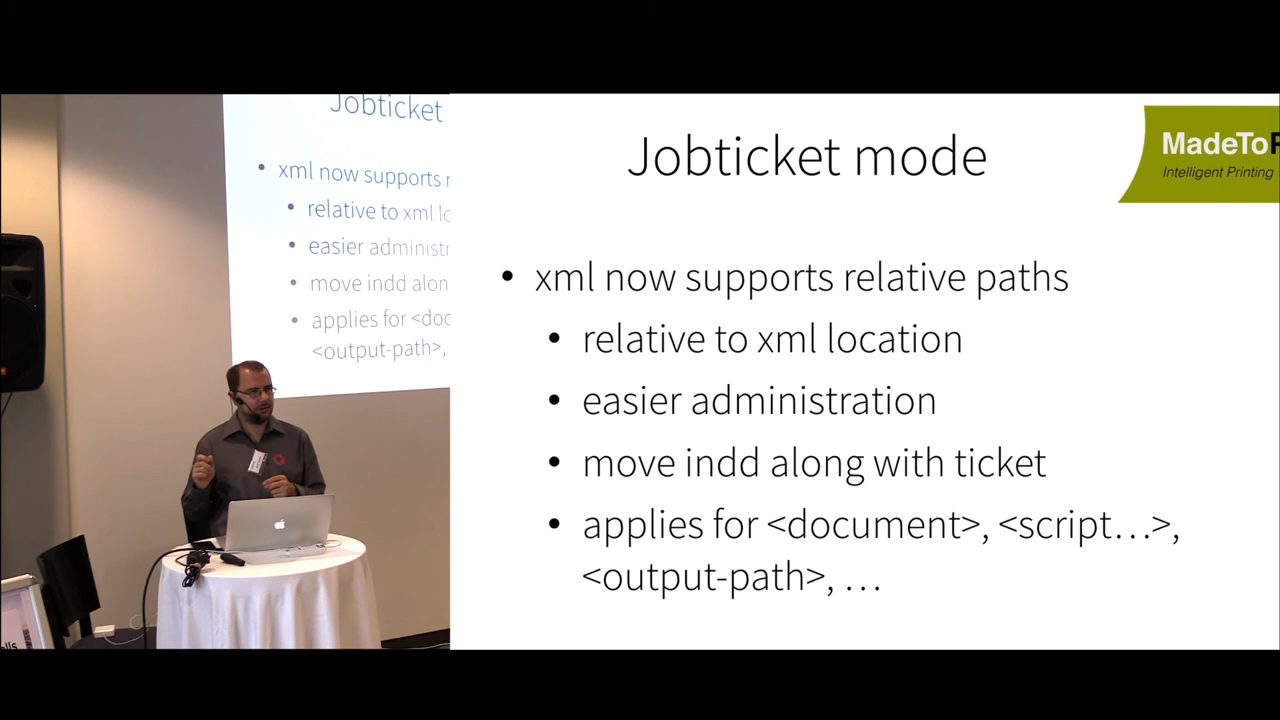 Jobticket
• xml now supports
• relative to xml
• easier administr
• move indd alon
• applies for <doc
<output-path>,
Jobticket mode
MadeTo
Intelligent Printing
• xml now supports relative paths
• relative to xml location
• easier administration
• move indd along with ticket
• applies for <document>, <script...>,
<output-path>, ...